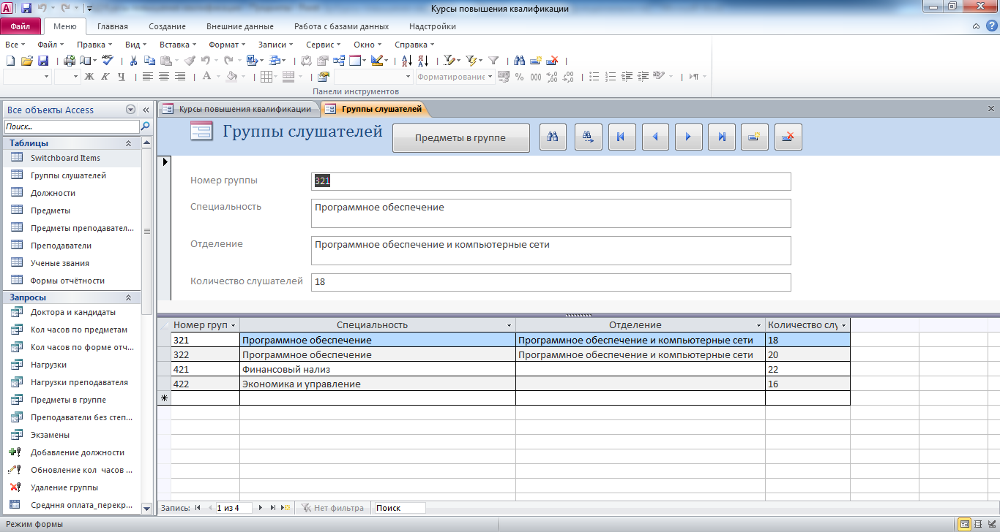 Курсы повышения квалификации
Файл Меню Главная Создание Внешние данные Работа с базами данных Надстройки
Все Файл Правка Вид Вставка Формат Записи Сервис Окно Справка
Ж К Ч Форматирование % 000
Панели инструментов
Все объекты Access
Поиск..
Таблицы
Switchboard Items
Группы слушателей
Должности
Предметы
Предметы преподавател...
Преподаватели
Ученые звания
Формы отчётности
Запросы
Доктора и кандидаты
Кол часов по предметам
Кол часов по форме отч...
Нагрузки
Нагрузки преподавателя
Предметы в группе
Преподаватели без степ...
Экзамены
Добавление должности
Обновление кол часов ...
Удаление группы
Средння оплата_перекр...
Курсы повышения квалификации Группы слушателей
Группы слушателей Предметы в группе
Номер группы 321
Специальность Программное обеспечение
Отделение Программное обеспечение и компьютерные сети
Количество слушателей 18
Номер груп Специальность Отделение Количество слу
321 Программное обеспечение Программное обеспечение и компьютерные сети 18
322 Программное обеспечение Программное обеспечение и компьютерные сети 20
421 Финансовый нализ 22
422 Экономика и управление 16
Запись: 1 из 4 Нет фильтра Поиск
Режим формы